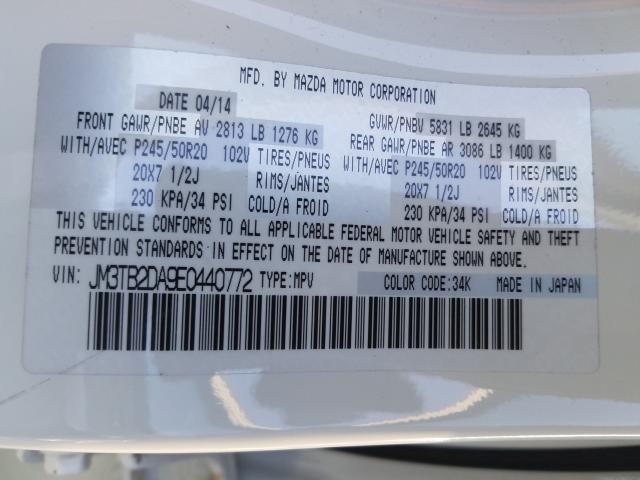 MFD. BY MAZDA MOTOR CORPORATION
DATE 04/14 GVWR/PNBV 5831 LB 2645 KG
FRONT GAWR/PNBE AV 2813 LB 1276 KG REAR GAWR/PNBE AR 3086 LB 1400 KG
WITH/AVEC P245/50R20 102V TIRES/PNEUS WITH/AVEC P245/50R20 102V TIRES/PNEUS
20X7 1/2J RIMS/JANTES 20X7 1/2J RIMS/JANTES
230 KPA/34 PSI COLD/A FROID 230 KPA/34 PSI COLD/A FROID
THIS VEHICLE CONFORMS TO ALL APPLICABLE FEDERAL MOTOR VEHICLE SAFETY AND THEFT
PREVENTION STANDARDS IN EFFECT ON THE DATE OF MANUFACTURE SHOWN ABOVE.
VIN: JM3TB2DA9E0440772 TYPE:MPV COLOR CODE:34K MADE IN JAPAN